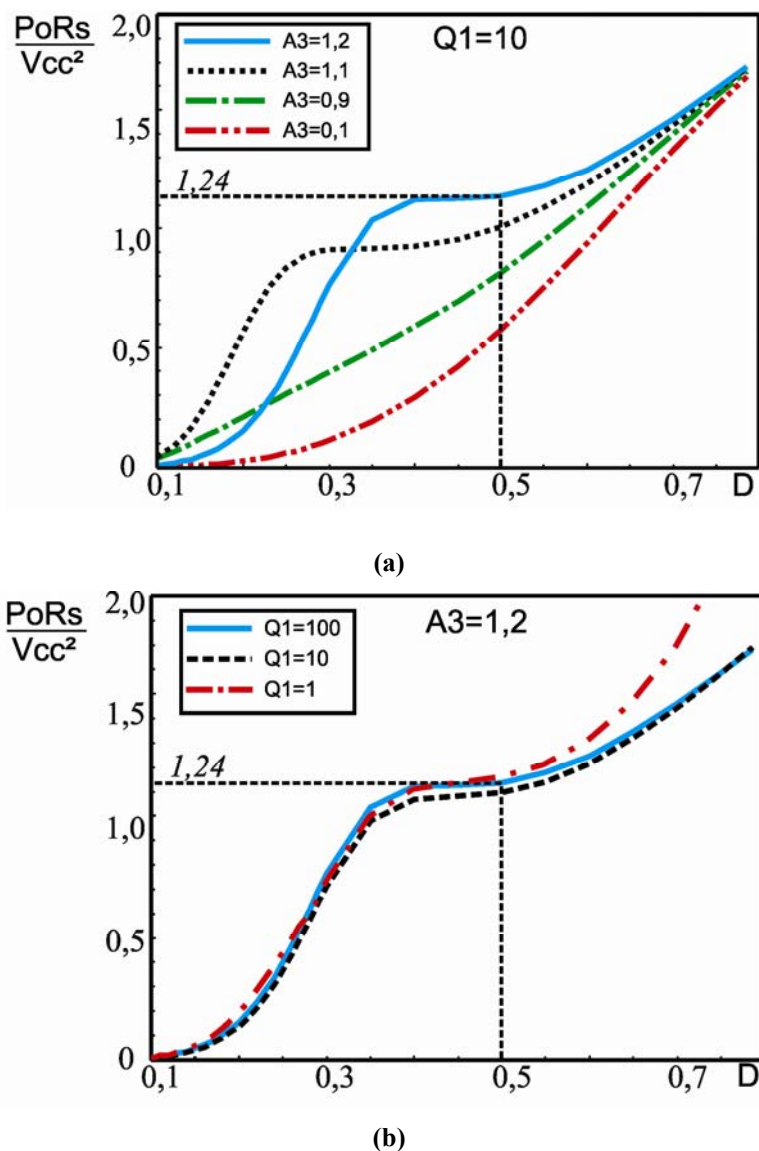 PoRs
Vcc²
2,0
1,5
1,0
0,5
0
A3=1,2
A3=1,1
A3=0,9
A3=0,1
Q1=10
1,24
0,1
0,3
0,5
0,7
D
(a)
PoRs
Vcc²
2,0
1,5
1,0
0,5
0
Q1=100
Q1=10
Q1=1
A3=1,2
1,24
0,1
0,3
0,5
0,7
D
(b)